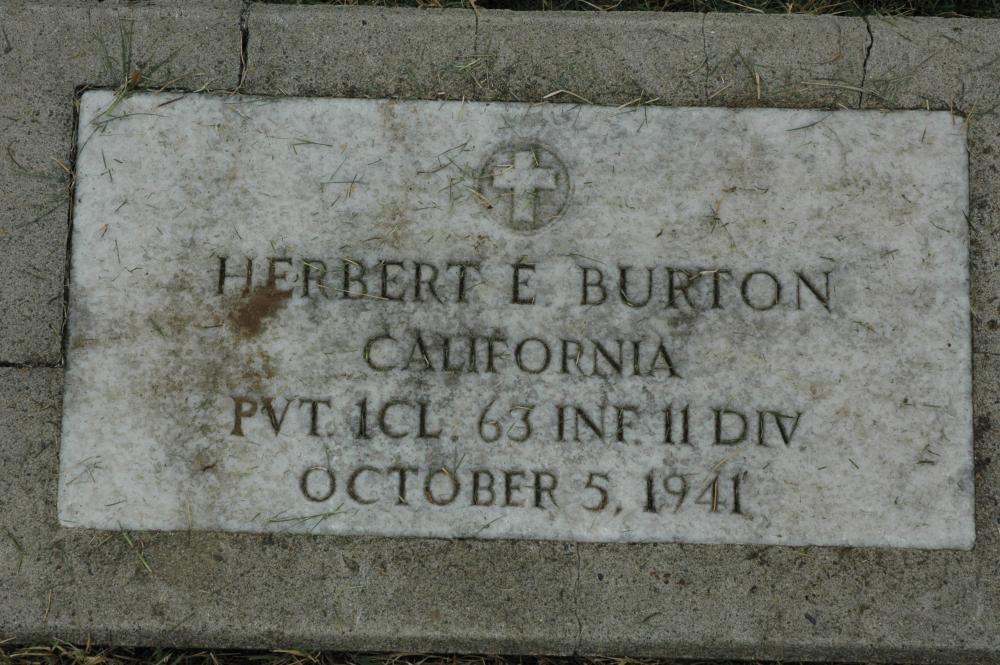 HERBERT E BURTON
CALIFORNIA
PVT. 1CL. 63 INF. 11 DIV
OCTOBER 5, 1941